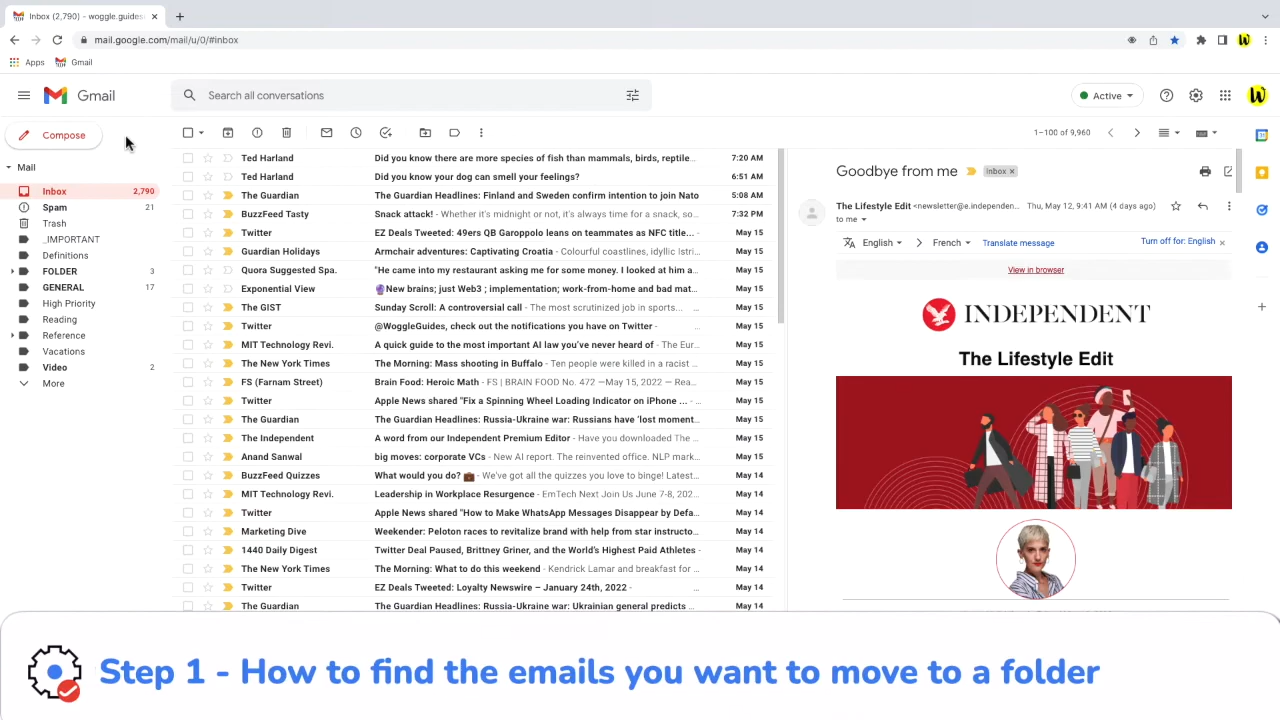 Inbox (2,790) - woggle.guides
mail.google.com/mail/u/0/#inbox
Apps Gmail
Gmail Search all conversations Active
Compose 1–100 of 9,960
Mail
Inbox 2,790
Spam 21
Trash
_IMPORTANT
Definitions
FOLDER 3
GENERAL 17
High Priority
Reading
Reference
Vacations
Video 2
More
Ted Harland Did you know there are more species of fish than mammals, birds, reptile… 7:20 AM
Ted Harland Did you know your dog can smell your feelings? 6:51 AM
The Guardian The Guardian Headlines: Finland and Sweden confirm intention to join Nato 5:08 AM
BuzzFeed Tasty Snack attack! - Whether it's midnight or not, it's always time for a snack, so… 7:32 PM
Twitter EZ Deals Tweeted: 49ers QB Garoppolo leans on teammates as NFC title… … May 15
Guardian Holidays Armchair adventures: Captivating Croatia - Colourful coastlines, idyllic Istri… May 15
Quora Suggested Spa. "He came into my restaurant asking me for some money. I looked at him a… May 15
Exponential View 🔮New brains; just Web3 ; implementation; work-from-home and bad mat… May 15
The GIST Sunday Scroll: A controversial call - The most scrutinized job in sports… … May 15
Twitter @WoggleGuides, check out the notifications you have on Twitter - … May 15
MIT Technology Revi. A quick guide to the most important AI law you've never heard of - The Eur… May 15
The New York Times The Morning: Mass shooting in Buffalo - Ten people were killed in a racist … May 15
FS (Farnam Street) Brain Food: Heroic Math - FS | BRAIN FOOD No. 472 —May 15, 2022 — Rea… May 15
Twitter Apple News shared "Fix a Spinning Wheel Loading Indicator on iPhone … - … May 15
The Guardian The Guardian Headlines: Russia-Ukraine war: Russians have 'lost moment… May 15
The Independent A word from our Independent Premium Editor - Have you downloaded The … May 15
Anand Sanwal big moves: corporate VCs - New AI report. The reinvented office. NLP mark… May 15
BuzzFeed Quizzes What would you do? 💼 - We've got all the quizzes you love to binge! Latest… May 14
MIT Technology Revi. Leadership in Workplace Resurgence - EmTech Next Join Us June 7-8, 202… May 14
Twitter Apple News shared "How to Make WhatsApp Messages Disappear by Defa… May 14
Marketing Dive Weekender: Peloton races to revitalize brand with help from star instructo… May 14
1440 Daily Digest Twitter Deal Paused, Brittney Griner, and the World's Highest Paid Athletes - May 14
The New York Times The Morning: What to do this weekend - Kendrick Lamar and breakfast for … May 14
Twitter EZ Deals Tweeted: Loyalty Newswire – January 24th, 2022 - … May 14
The Guardian The Guardian Headlines: Russia-Ukraine war: Ukrainian general predicts … May 14
Goodbye from me Inbox ×
The Lifestyle Edit <newsletter@e.independen… Thu, May 12, 9:41 AM (4 days ago)
to me
English > French Translate message Turn off for: English ×
View in browser
INDEPENDENT
The Lifestyle Edit
Step 1 - How to find the emails you want to move to a folder